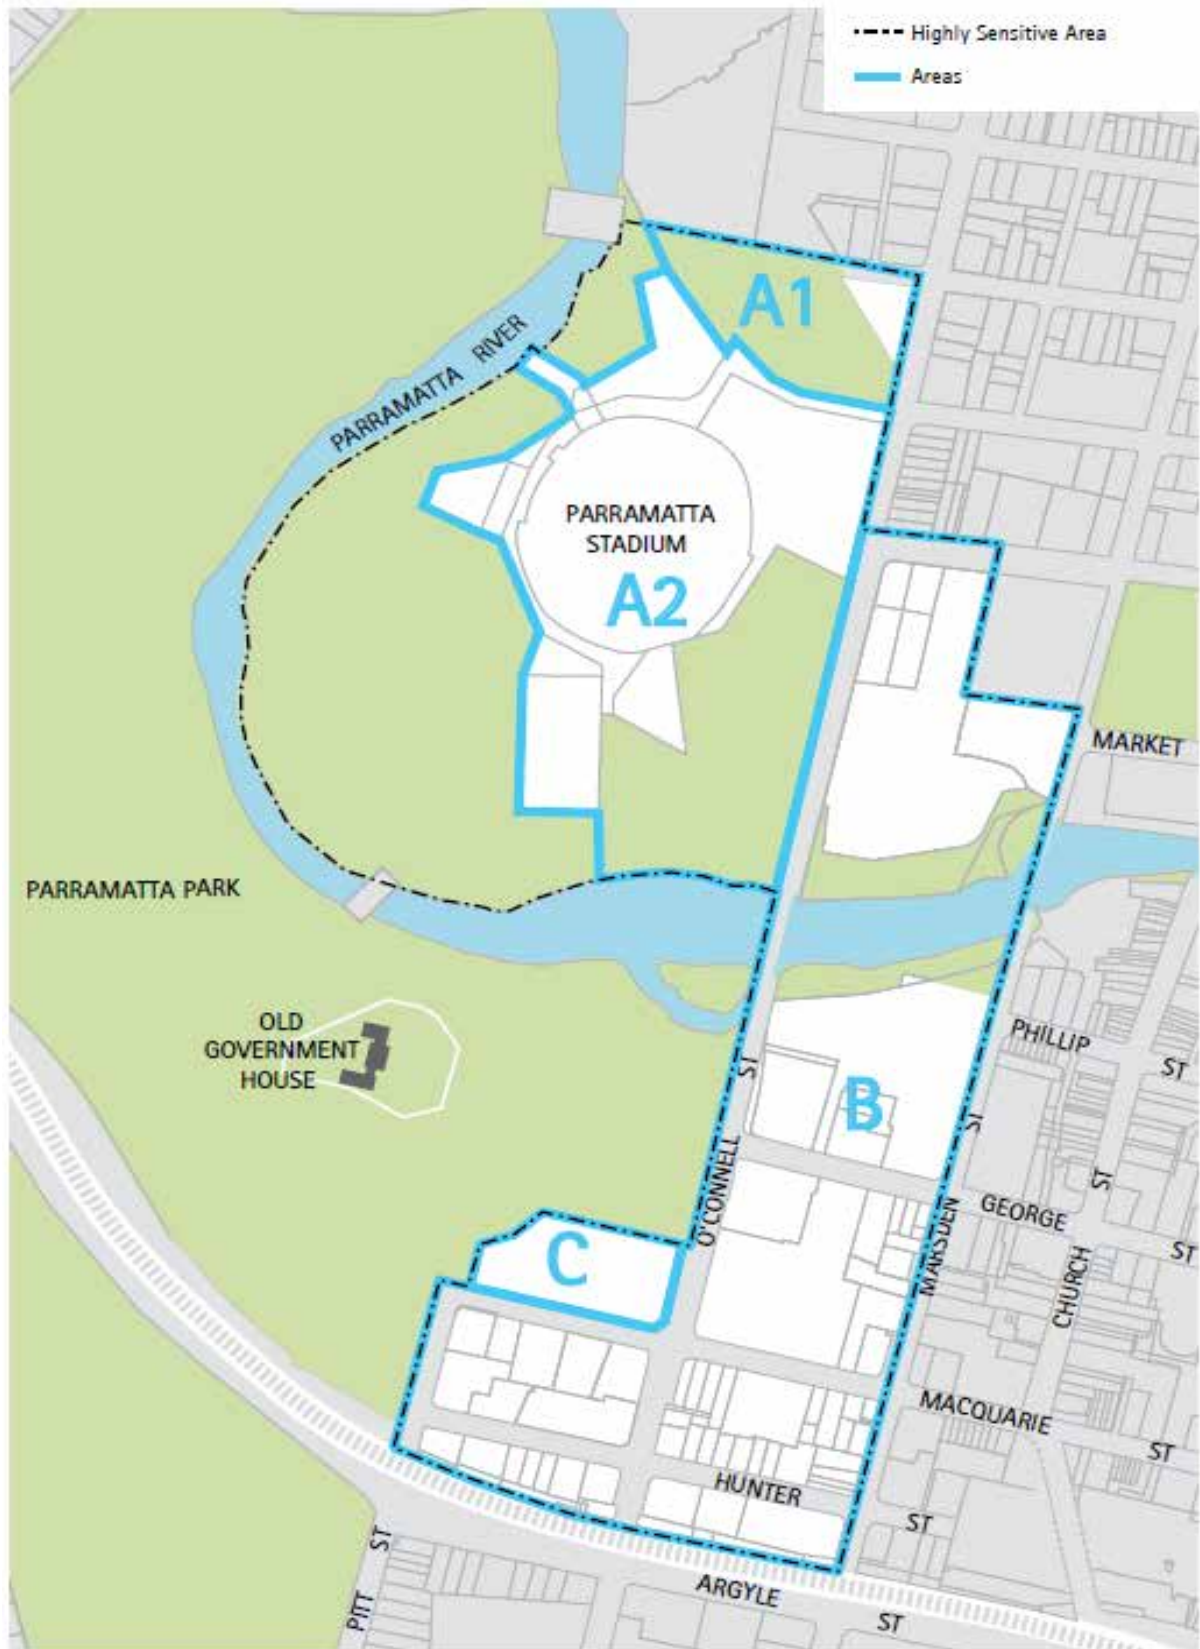 Highly Sensitive Area
Areas
A1
PARRAMATTA RIVER
PARRAMATTA
STADIUM
A2
MARKET
PARRAMATTA PARK
OLD
GOVERNMENT
HOUSE
PHILLIP
ST
B
ST
O'CONNELL
ST
MARSDEN
GEORGE
ST
ST
CHURCH
C
MACQUARIE
ST
HUNTER
ST
ARGYLE
ST
PITT
ST